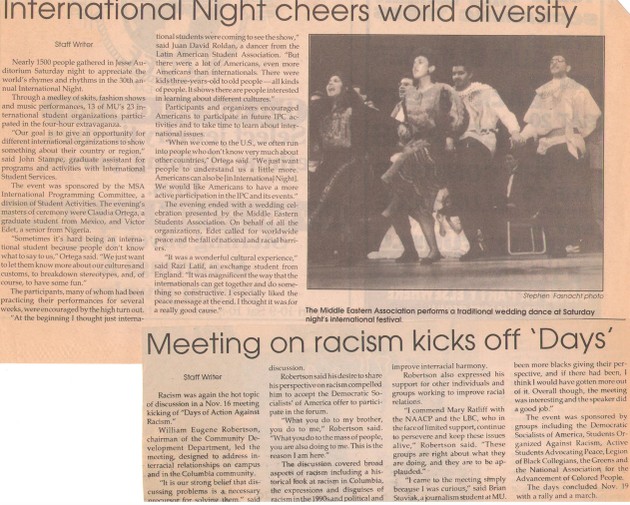 International Night cheers world diversity
Staff Writer
Nearly 1500 people gathered in Jesse Au-
ditorium Saturday night to appreciate the
world's rhymes and rhythms in the 30th an-
nual International Night.
Through a medley of skits, fashion shows
and music performances, 13 of MU's 23 in-
ternational student organizations partici-
pated in the four-hour extravaganza.
"Our goal is to give an opportunity for
different international organizations to show
something about their country or region,"
said John Stampe, graduate assistant for
programs and activities with International
Student Services.
The event was sponsored by the MSA
International Programming Committee, a
division of Student Activities. The evening's
masters of ceremony were Claudia Ortega, a
graduate student from Mexico, and Victor
Edet, a senior from Nigeria.
"Sometimes it's hard being an interna-
tional student because people don't know
what to say to us," Ortega said. "We just want
to let them know more about our cultures and
customs, to breakdown stereotypes, and, of
course, to have some fun."
The participants, many of whom had been
practicing their performances for several
weeks, were encouraged by the high turn out.
"At the beginning I thought just interna-
tional students were coming to see the show,"
said Juan David Roldan, a dancer from the
Latin American Student Association. "But
there were a lot of Americans, even more
Americans than internationals. There were
kids three-years-old to old people — all kinds
of people. It shows there are people interested
in learning about different cultures."
Participants and organizers encouraged
Americans to participate in future IPC ac-
tivities and to take time to learn about inter-
national issues.
"When we come to the U.S., we often run
into people who don't know very much about
other countries," Ortega said. "We just want
people to understand us a little more.
Americans can also be [in International Night].
We would like Americans to have a more
active participation in the IPC and its events."
The evening ended with a wedding cel-
ebration presented by the Middle Eastern
Students Association. On behalf of all the
organizations, Edet called for worldwide
peace and the fall of national and racial barri-
ers.
"It was a wonderful cultural experience,"
said Razi Latif, an exchange student from
England. "It was magnificent the way that the
internationals can get together and do some-
thing so constructive. I especially liked the
peace message at the end. I thought it was for
a really good cause."
Stephen. Farnacht photo
The Middle Eastern Association performs a traditional wedding dance at Saturday
night's international festival.
Meeting on racism kicks off 'Days'
Staff Writer
Racism was again the hot topic
of discussion in a Nov. 16 meeting
kicking of "Days of Action Against
Racism."
William Eugene Robertson,
chairman of the Community De-
velopment Department, led the
meeting, designed to address in-
terracial relationships on campus
and in the Columbia community.
"It is our strong belief that dis-
cussing problems is a necessary
precursor for solving them," said
discussion.
Robertson said his desire to share
his perspective on racism compelled
him to accept the Democratic So-
cialists' of America offer to partici-
pate in the forum.
"What you do to my brother,
you do to me," Robertson said.
"What you do to the mass of people,
you are also doing to me. This is the
reason I am here."
The discussion covered broad
aspects of racism including a his-
torical look at racism in Columbia,
the expressions and disguises of
racism in the 1990s and political and
improve interracial harmony.
Robertson also expressed his
support for other individuals and
groups working to improve racial
relations.
"I commend Mary Ratliff with
the NAACP and the LBC, who in
the face of limited support, continue
to persevere and keep these issues
alive," Robertson said. "These
groups are right about what they
are doing, and they are to be ap-
plauded."
"I came to the meeting simply
because I was curious," said Brian
Stoviak, a journalism student at MU.
been more blacks giving their per-
spective, and if there had been, I
think I would have gotten more out
of it. Overall though, the meeting
was interesting and the speaker did
a good job."
The event was sponsored by
groups including the Democratic
Socialists of America, Students Or-
ganized Against Racism, Active
Students Advocating Peace, Legion
of Black Collegians, the Greens and
the National Association for the
Advancement of Colored People.
The days concluded Nov. 19
with a rally and a march.